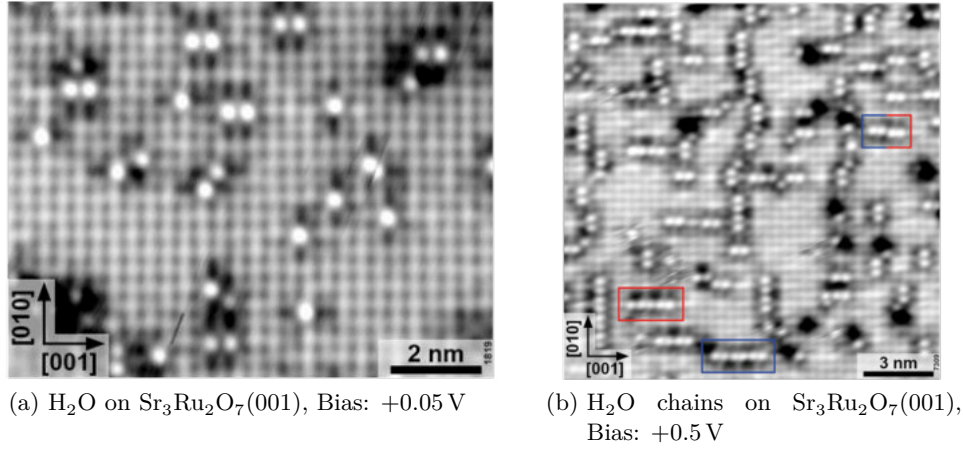 [010]
[001]
2 nm
1819
[010]
[001]
3 nm
(a) H₂O on Sr₃Ru₂O₇(001), Bias: +0.05 V
(b) H₂O chains on Sr₃Ru₂O₇(001),
Bias: +0.5 V